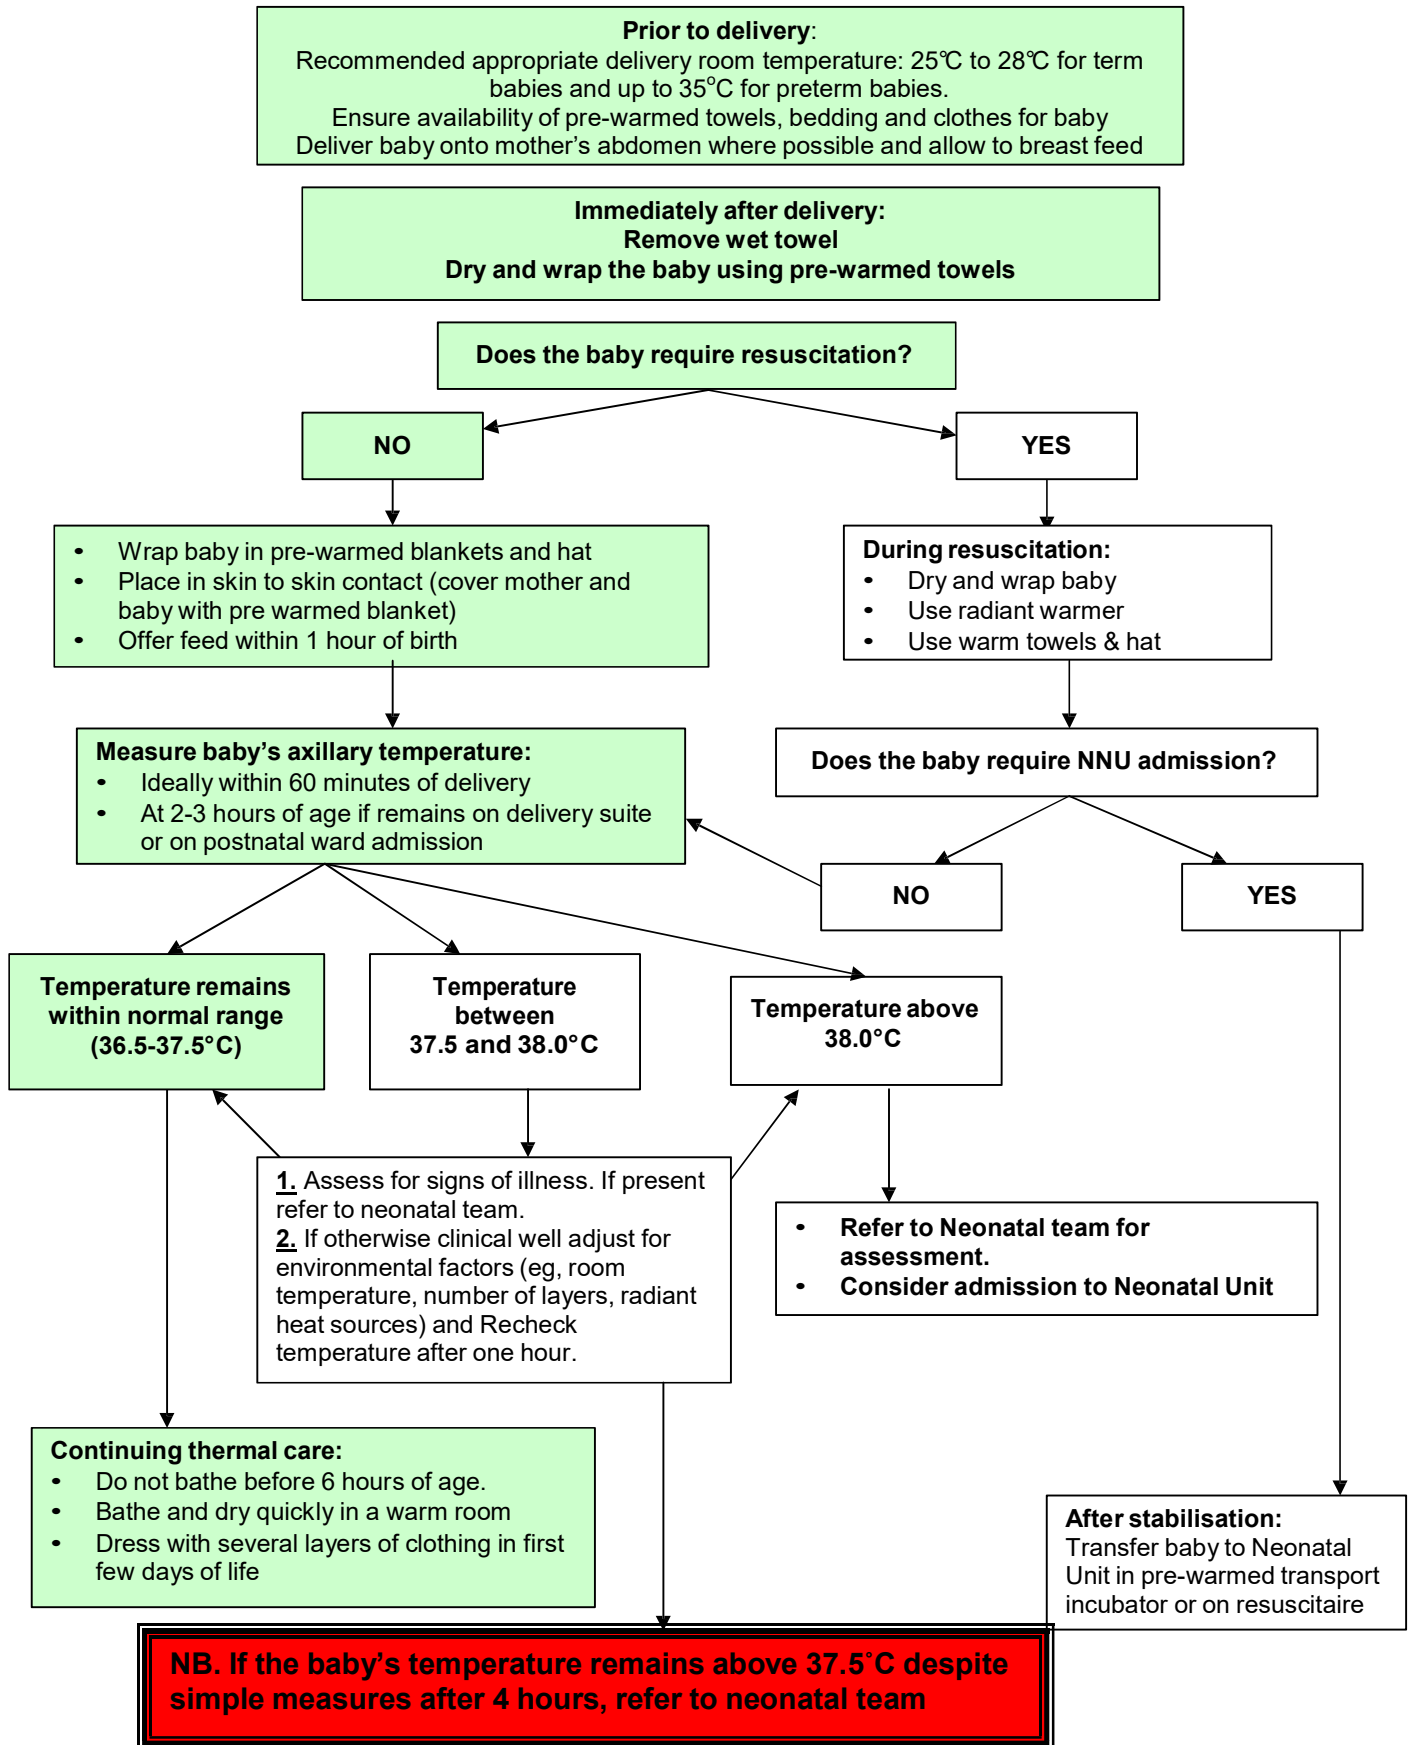 Prior to delivery:
Recommended appropriate delivery room temperature: 25℃ to 28℃ for term
babies and up to 35°C for preterm babies.
Ensure availability of pre-warmed towels, bedding and clothes for baby
Deliver baby onto mother's abdomen where possible and allow to breast feed
Immediately after delivery:
Remove wet towel
Dry and wrap the baby using pre-warmed towels
Does the baby require resuscitation?
NO
YES
• Wrap baby in pre-warmed blankets and hat
• Place in skin to skin contact (cover mother and
baby with pre warmed blanket)
• Offer feed within 1 hour of birth
During resuscitation:
• Dry and wrap baby
• Use radiant warmer
• Use warm towels & hat
Measure baby's axillary temperature:
• Ideally within 60 minutes of delivery
• At 2-3 hours of age if remains on delivery suite
or on postnatal ward admission
Does the baby require NNU admission?
NO
YES
Temperature remains
within normal range
(36.5-37.5°C)
Temperature
between
37.5 and 38.0°C
Temperature above
38.0°C
1. Assess for signs of illness. If present
refer to neonatal team.
2. If otherwise clinical well adjust for
environmental factors (eg, room
temperature, number of layers, radiant
heat sources) and Recheck
temperature after one hour.
• Refer to Neonatal team for
assessment.
• Consider admission to Neonatal Unit
Continuing thermal care:
• Do not bathe before 6 hours of age.
• Bathe and dry quickly in a warm room
• Dress with several layers of clothing in first
few days of life
After stabilisation:
Transfer baby to Neonatal
Unit in pre-warmed transport
incubator or on resuscitaire
NB. If the baby's temperature remains above 37.5˚C despite
simple measures after 4 hours, refer to neonatal team